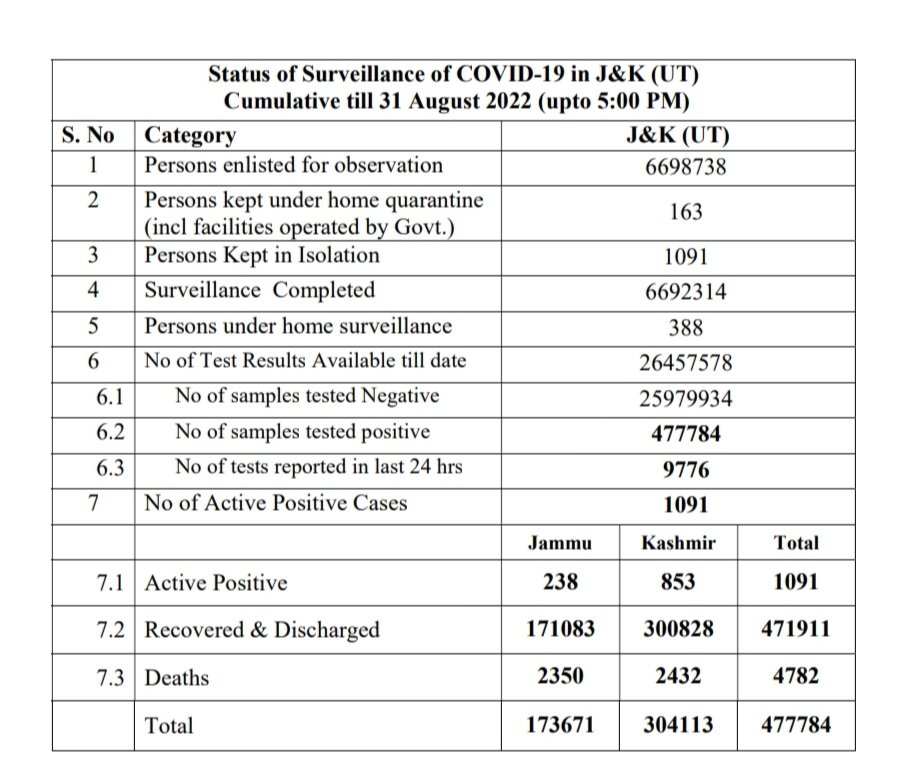 Status of Surveillance of COVID-19 in J&K (UT)
Cumulative till 31 August 2022 (upto 5:00 PM)
S. No Category J&K (UT)
1 Persons enlisted for observation 6698738
2 Persons kept under home quarantine
(incl facilities operated by Govt.) 163
3 Persons Kept in Isolation 1091
4 Surveillance Completed 6692314
5 Persons under home surveillance 388
6 No of Test Results Available till date 26457578
6.1 No of samples tested Negative 25979934
6.2 No of samples tested positive 477784
6.3 No of tests reported in last 24 hrs 9776
7 No of Active Positive Cases 1091
Jammu Kashmir Total
7.1 Active Positive 238 853 1091
7.2 Recovered & Discharged 171083 300828 471911
7.3 Deaths 2350 2432 4782
Total 173671 304113 477784